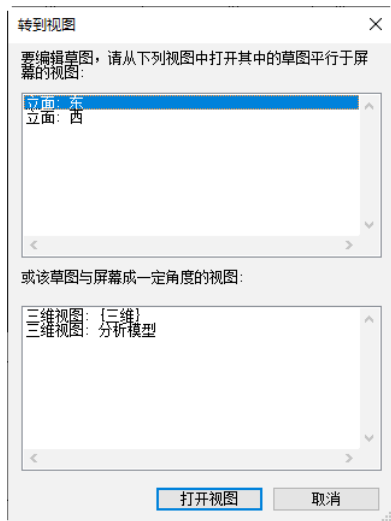 转到视图
要编辑草图，请从下列视图中打开其中的草图平行于屏
幕的视图：
立面：东
立面：西
或该草图与屏幕成一定角度的视图：
三维视图：{三维}
三维视图：分析模型
打开视图
取消